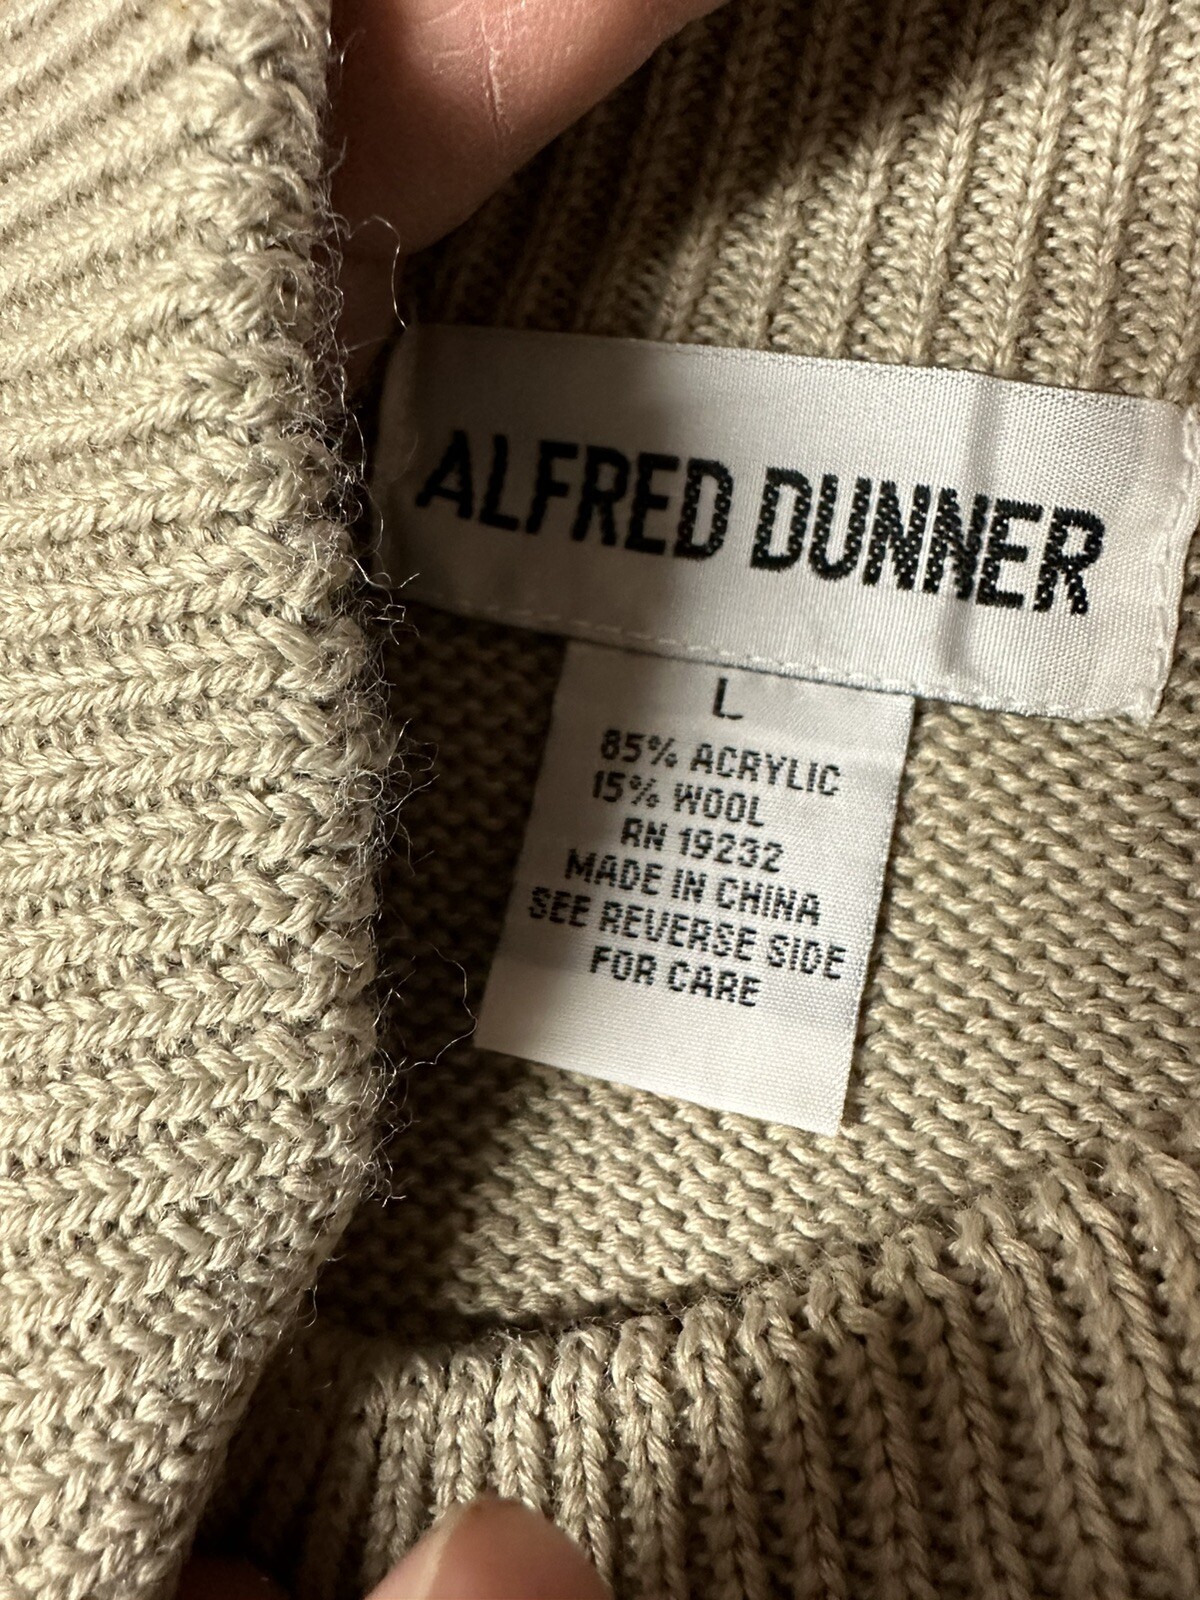 ALFRED DUNNER
L
85% ACRYLIC
15% WOOL
RN 19232
MADE IN CHINA
SEE REVERSE SIDE
FOR CARE